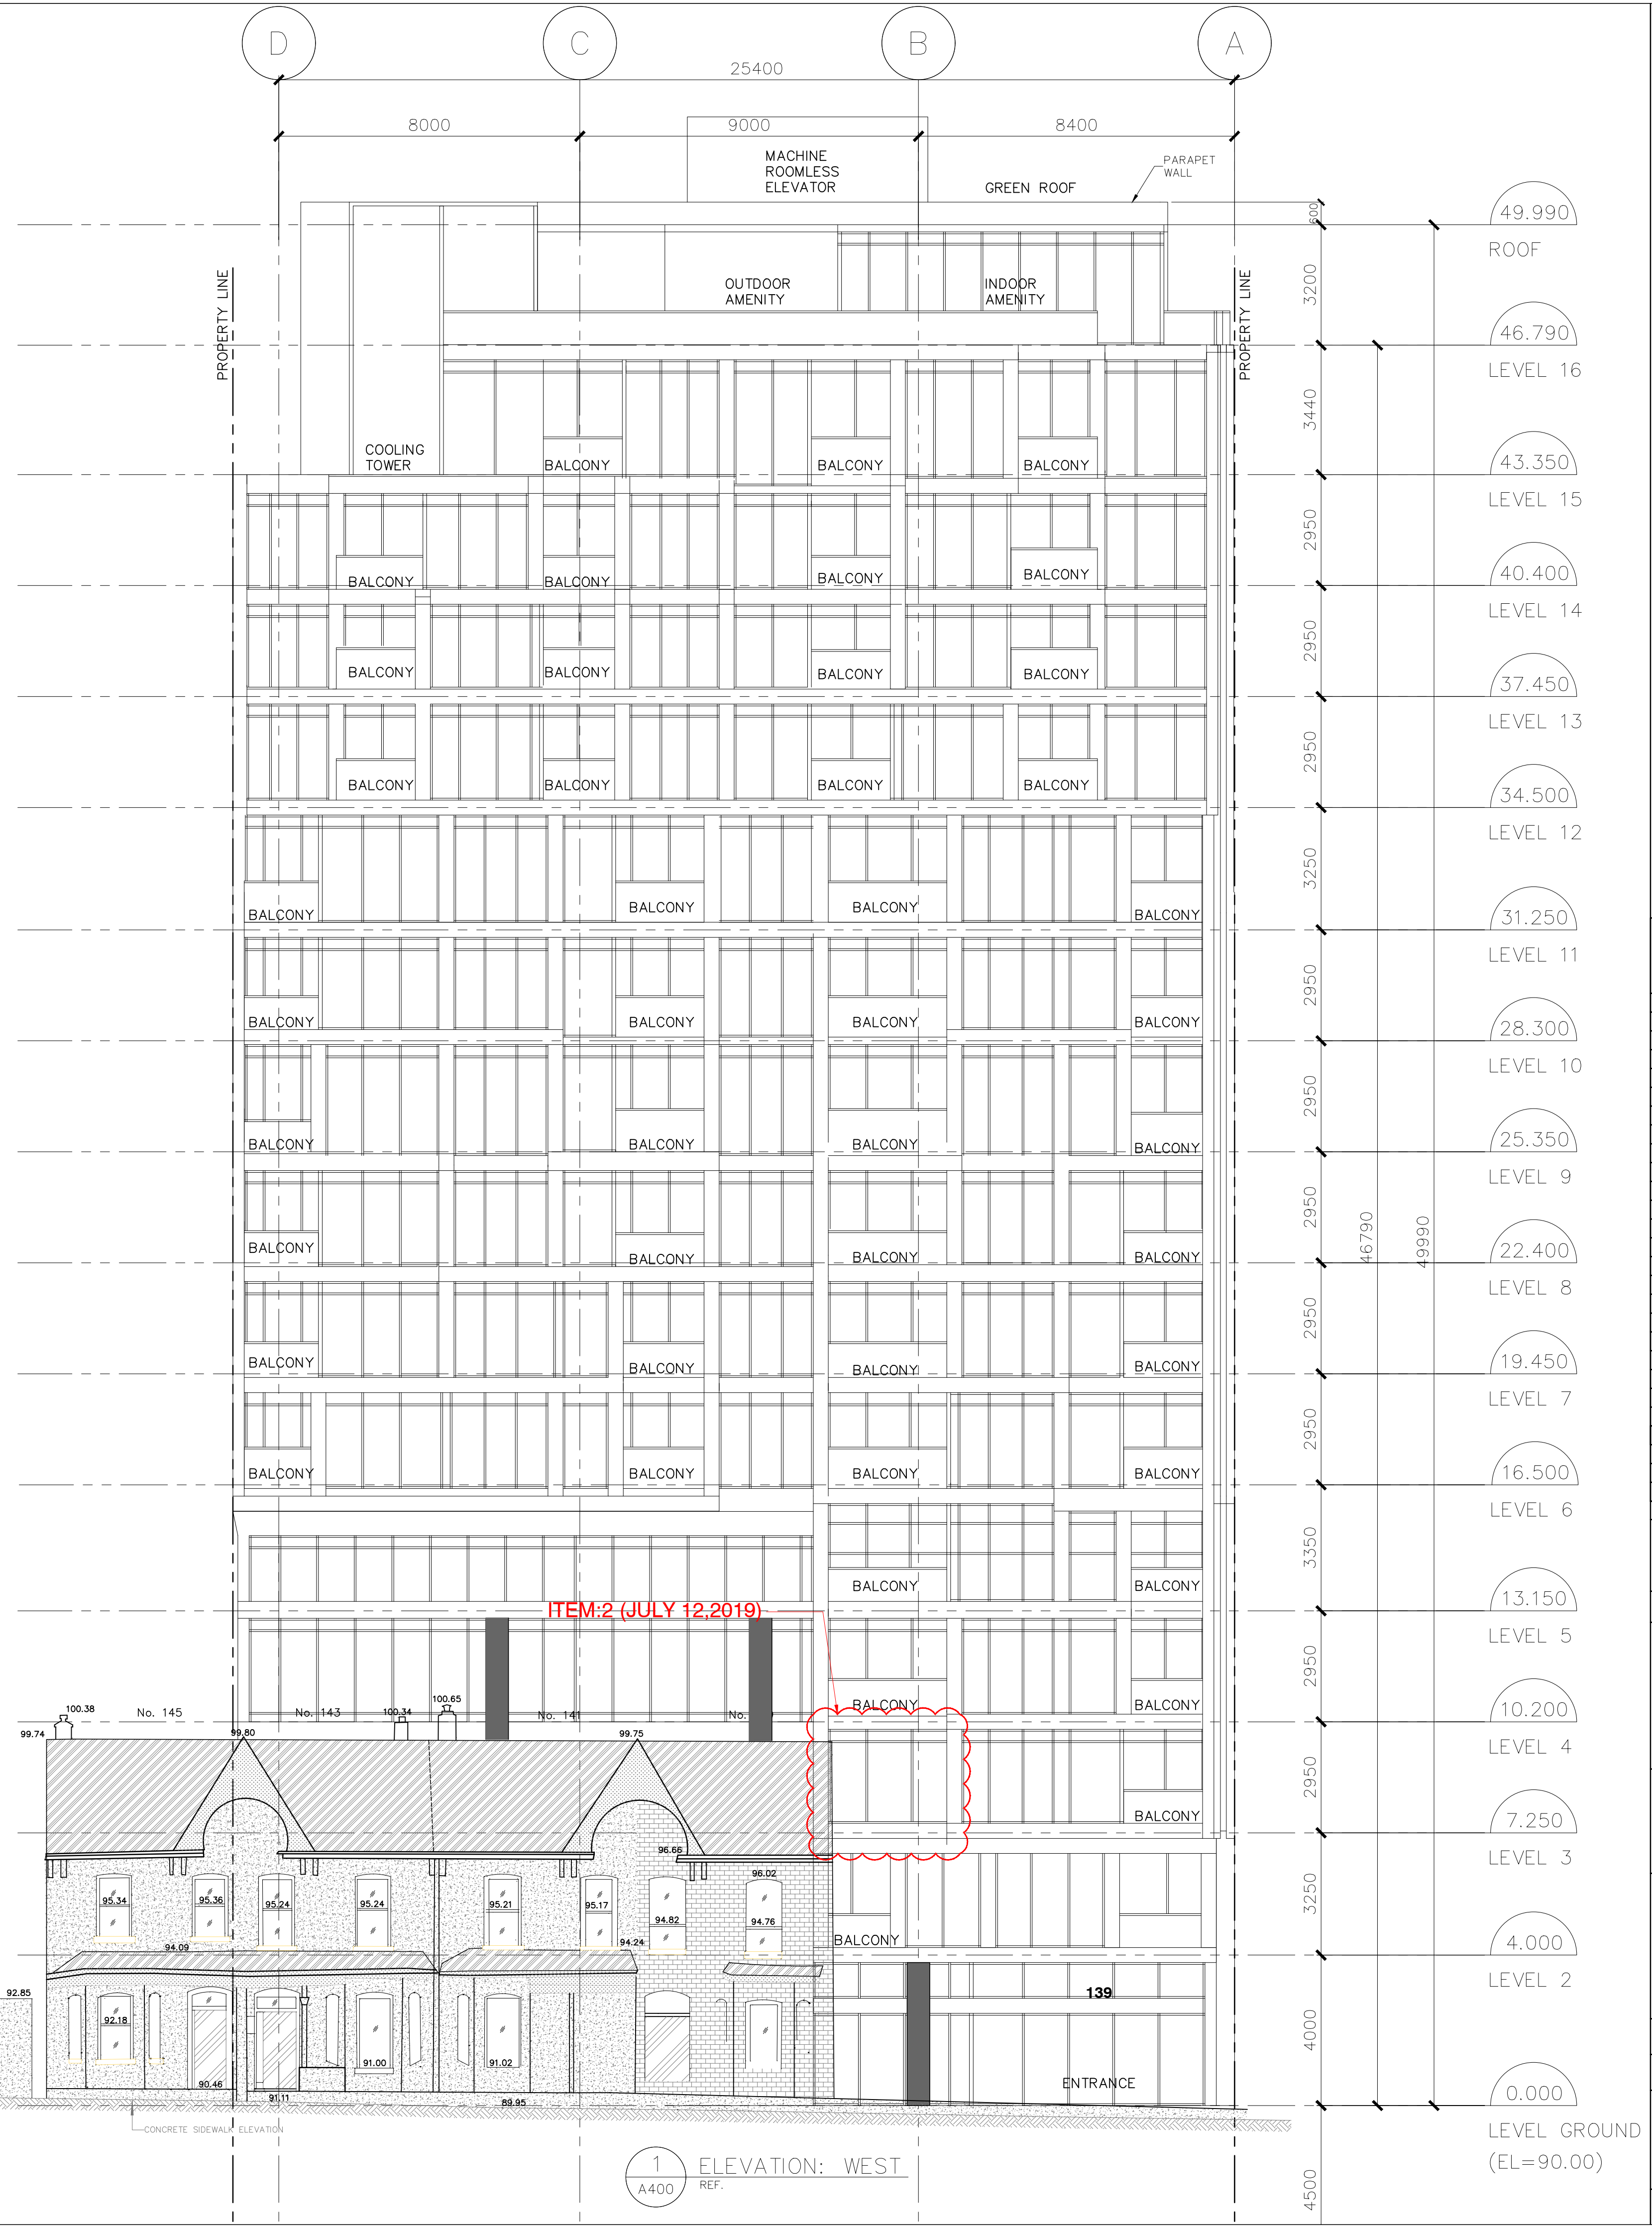 D
C
B
A
25400
8000
9000
8400
MACHINE
ROOMLESS
ELEVATOR
GREEN ROOF
PARAPET
WALL
600
49.990
ROOF
PROPERTY LINE
OUTDOOR
AMENITY
INDOOR
AMENITY
PROPERTY LINE
3200
46.790
LEVEL 16
3440
COOLING
TOWER
BALCONY
BALCONY
BALCONY
43.350
LEVEL 15
2950
BALCONY
BALCONY
BALCONY
BALCONY
40.400
LEVEL 14
2950
BALCONY
BALCONY
BALCONY
BALCONY
37.450
LEVEL 13
2950
BALCONY
BALCONY
BALCONY
BALCONY
34.500
LEVEL 12
3250
BALCONY
BALCONY
BALCONY
BALCONY
31.250
LEVEL 11
2950
BALCONY
BALCONY
BALCONY
BALCONY
28.300
LEVEL 10
2950
BALCONY
BALCONY
BALCONY
BALCONY
25.350
LEVEL 9
2950
46790
49990
BALCONY
BALCONY
BALCONY
BALCONY
22.400
LEVEL 8
2950
BALCONY
BALCONY
BALCONY
BALCONY
19.450
LEVEL 7
2950
BALCONY
BALCONY
BALCONY
BALCONY
16.500
LEVEL 6
3350
BALCONY
BALCONY
ITEM:2 (JULY 12,2019)
13.150
LEVEL 5
2950
BALCONY
BALCONY
10.200
LEVEL 4
100.38
No. 145
No. 143
100.34
100.65
No. 141
No.
99.74
99.80
99.75
2950
BALCONY
7.250
LEVEL 3
96.66
96.02
3250
95.34
95.36
95.24
95.24
95.21
95.17
94.82
94.76
94.09
94.24
BALCONY
4.000
LEVEL 2
92.85
92.18
139
4000
91.00
91.02
90.46
91.11
89.95
ENTRANCE
0.000
LEVEL GROUND
(EL=90.00)
CONCRETE SIDEWALK ELEVATION
1
A400
ELEVATION: WEST
REF.
4500